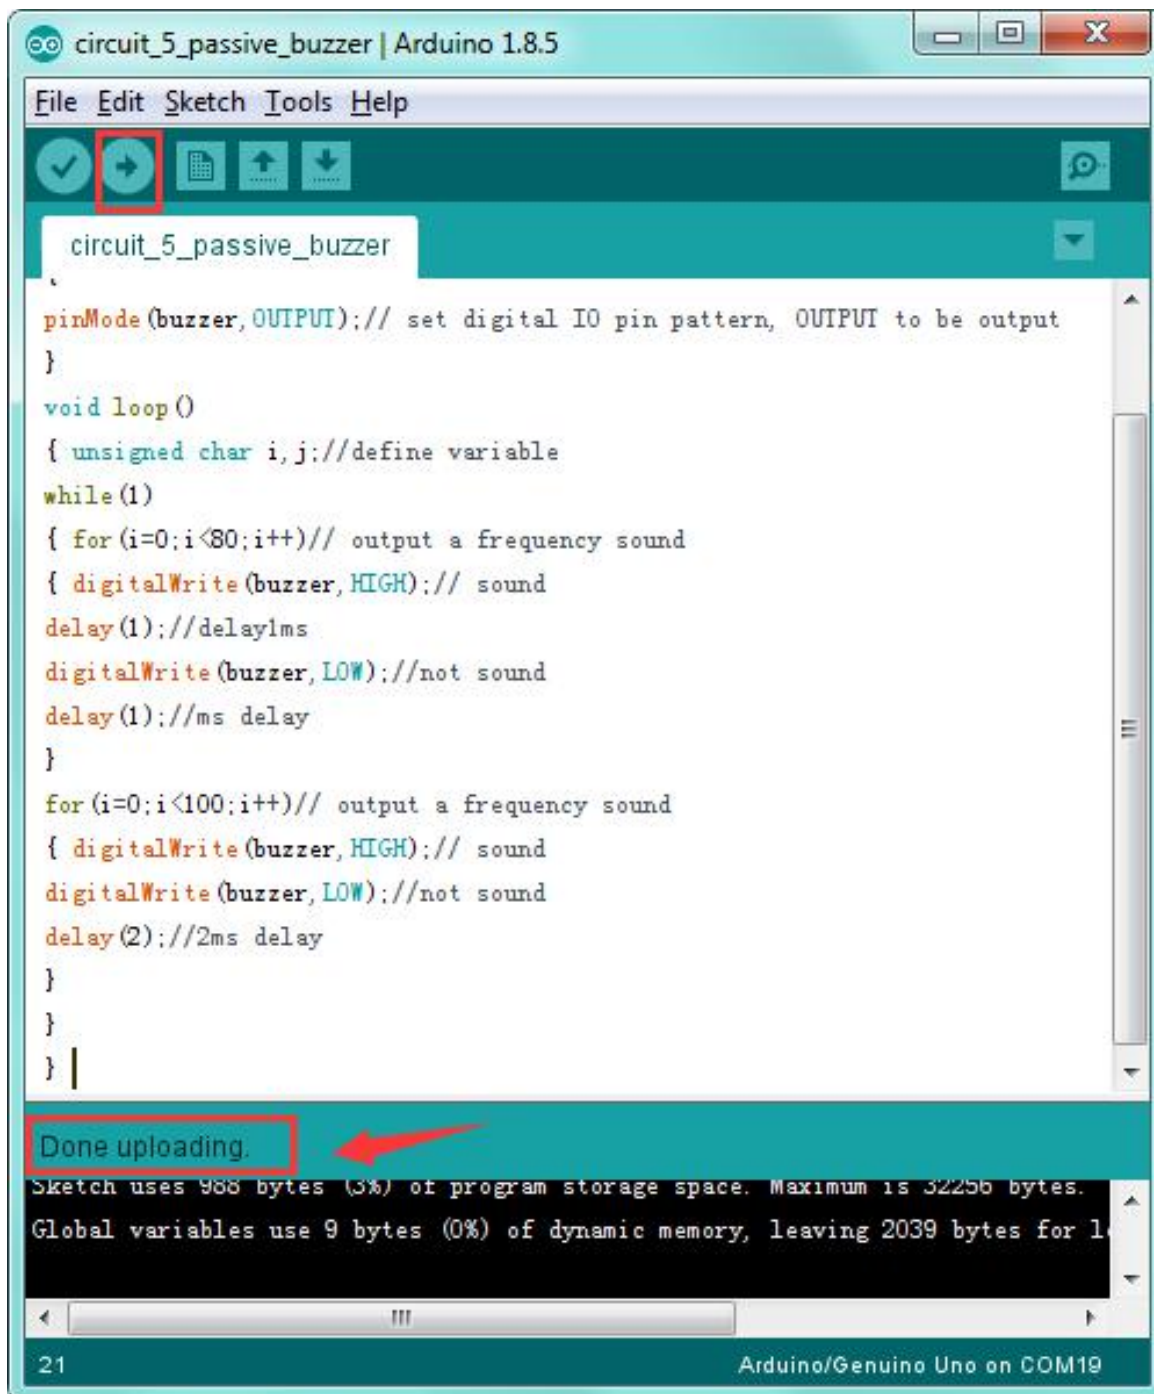 circuit_5_passive_buzzer | Arduino 1.8.5
File Edit Sketch Tools Help
circuit_5_passive_buzzer
{
pinMode(buzzer,OUTPUT);// set digital IO pin pattern, OUTPUT to be output
}
void loop()
{ unsigned char i,j;//define variable
while(1)
{ for(i=0;i<80;i++)// output a frequency sound
{ digitalWrite(buzzer,HIGH);// sound
delay(1);//delay1ms
digitalWrite(buzzer,LOW);//not sound
delay(1);//ms delay
}
for(i=0;i<100;i++)// output a frequency sound
{ digitalWrite(buzzer,HIGH);// sound
digitalWrite(buzzer,LOW);//not sound
delay(2);//2ms delay
}
}
}
Done uploading.
Sketch uses 988 bytes (3%) of program storage space. Maximum is 32256 bytes.
Global variables use 9 bytes (0%) of dynamic memory, leaving 2039 bytes for
21 Arduino/Genuino Uno on COM19